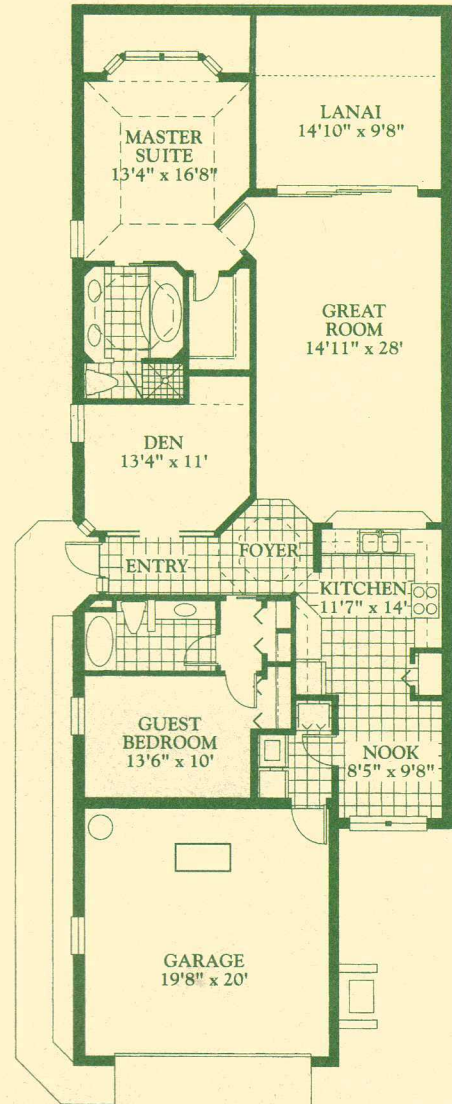 MASTER
SUITE
13'4" x 16'8"
LANAI
14'10" x 9'8"
GREAT
ROOM
14'11" x 28'
DEN
13'4" x 11'
ENTRY
FOYER
KITCHEN
11'7" x 14'
GUEST
BEDROOM
13'6" x 10'
NOOK
8'5" x 9'8"
GARAGE
19'8" x 20'